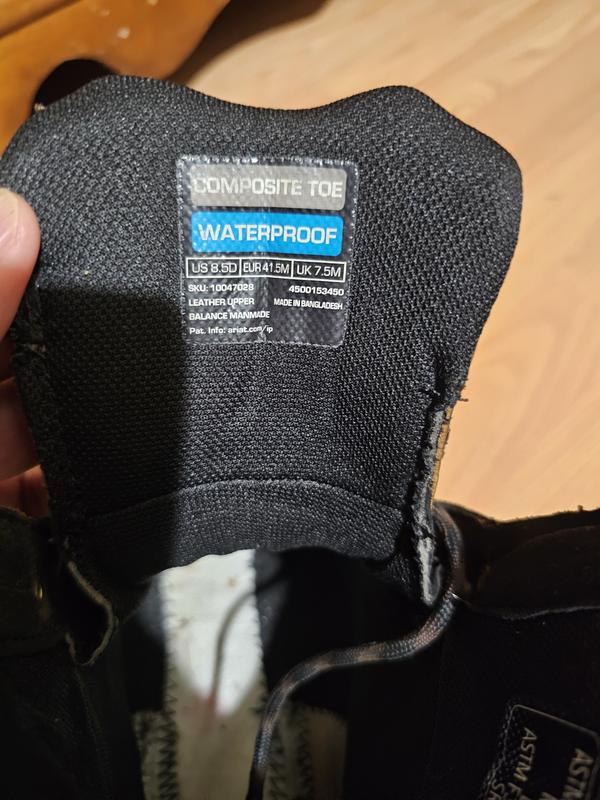 COMPOSITE TOE
WATERPROOF
US 8.5D EUR 41.5M UK 7.5M
SKU: 10047028 4500153450
LEATHER UPPER MADE IN BANGLADESH
BALANCE MANMADE
Pat. Info: ariat.com/ip
ASTM
ASTM F